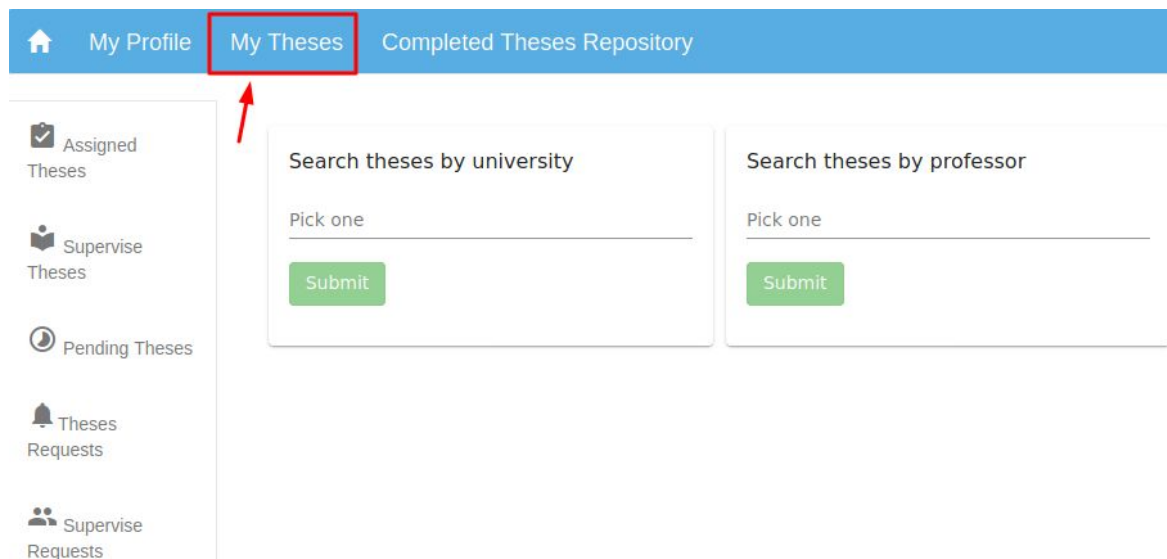 My Profile My Theses Completed Theses Repository
Assigned
Theses
Supervise
Theses
Pending Theses
Theses
Requests
Supervise
Requests
Search theses by university
Pick one
Submit
Search theses by professor
Pick one
Submit